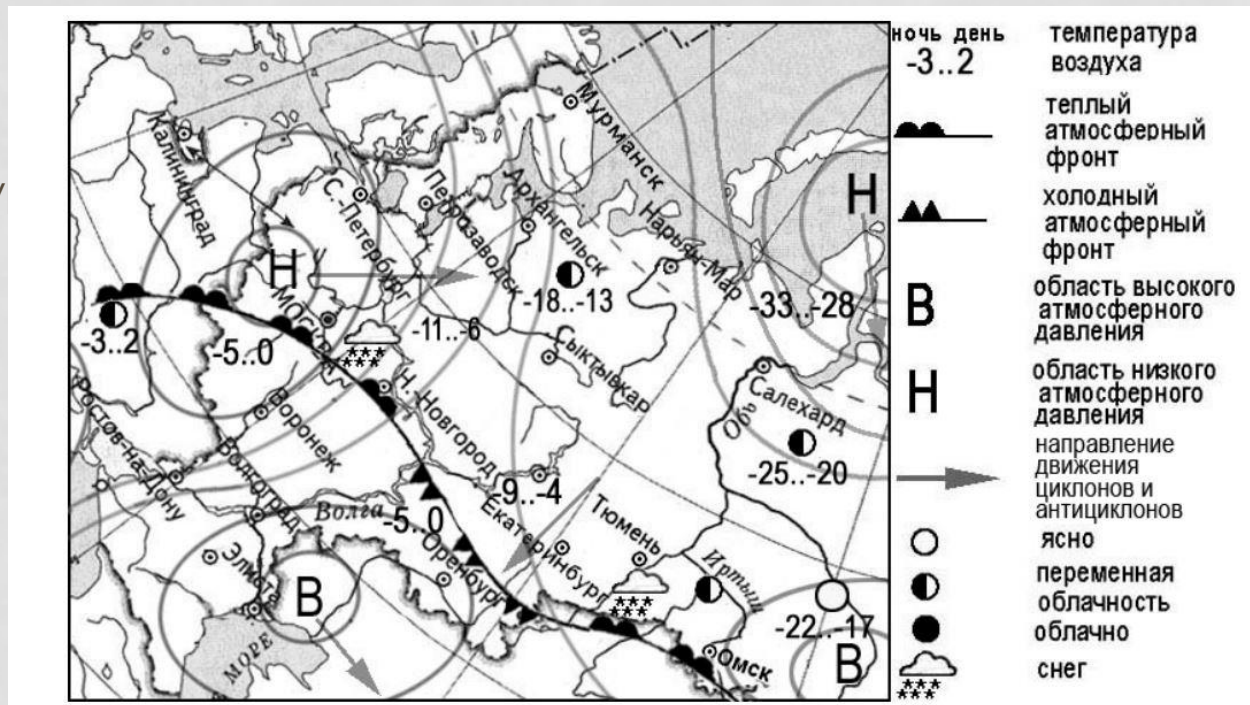 Мурманск
Калининград
С.-Петербург
Петрозаводск
Архангельск
Нарьян-Мар
Н
Н
МОСКВА
-18..-13
-33..-28
-3..2
-5..0
-11..-6
Сыктывкар
Салехард
Обь
Н. Новгород
Воронеж
Ростов-на-Дону
Волгоград
-25..-20
-9..-4
Волга
-5..0
Екатеринбург
Тюмень
Оренбург
Иртыш
Элиста
В
-22..-17
Омск
В
МОРЕ
ночь день
-3..2
температура
воздуха
теплый
атмосферный
фронт
холодный
атмосферный
фронт
В
область высокого
атмосферного
давления
Н
область низкого
атмосферного
давления
направление
движения
циклонов и
антициклонов
ясно
переменная
облачность
облачно
снег